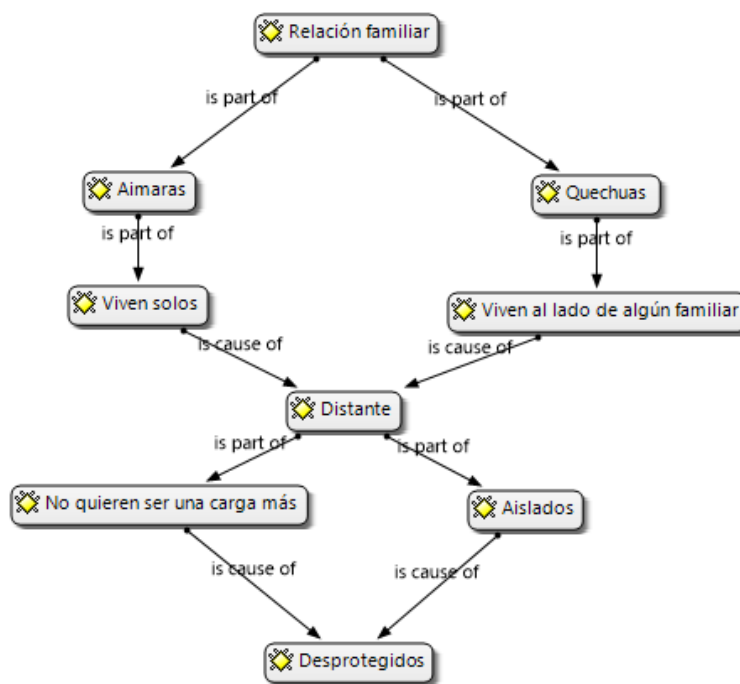 Relación familiar
is part of
is part of
Aimaras
Quechuas
is part of
is part of
Viven solos
Viven al lado de algún familiar
is cause of
is cause of
Distante
is part of
is part of
No quieren ser una carga más
Aislados
is cause of
is cause of
Desprotegidos